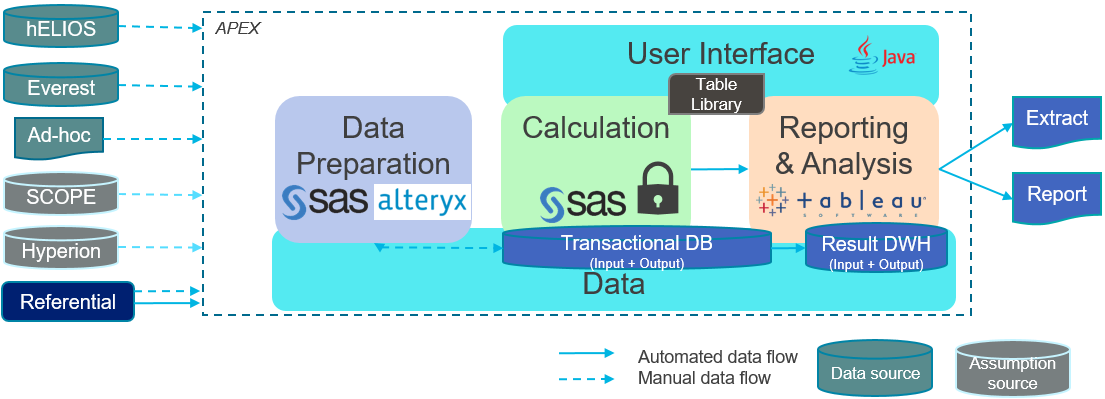 hELIOS
Everest
Ad-hoc
SCOPE
Hyperion
Referential
APEX
User Interface
Java
Table
Library
Data
Preparation
sas
alteryx
Calculation
sas
Reporting
& Analysis
+ableau
SOFTWARE
Transactional DB
(Input + Output)
Result DWH
(Input + Output)
Data
Extract
Report
Automated data flow
Manual data flow
Data source
Assumption
source